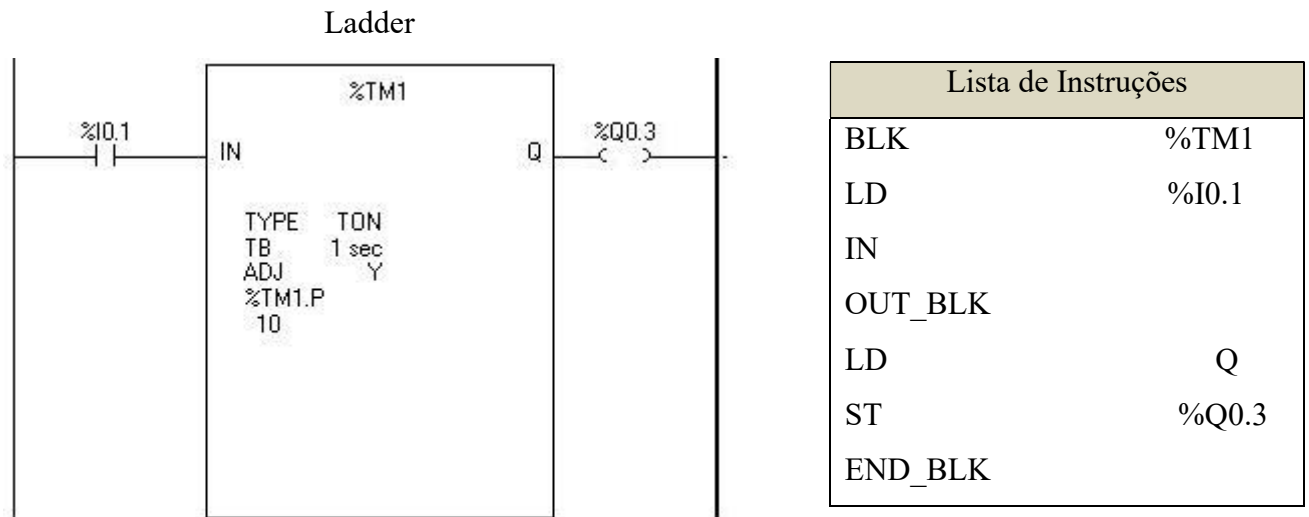 Ladder
%TM1
%I0.1
%Q0.3
IN
Q
TYPE TON
TB 1 sec
ADJ Y
%TM1.P
10
Lista de Instruções
BLK %TM1
LD %I0.1
IN
OUT_BLK
LD Q
ST %Q0.3
END_BLK